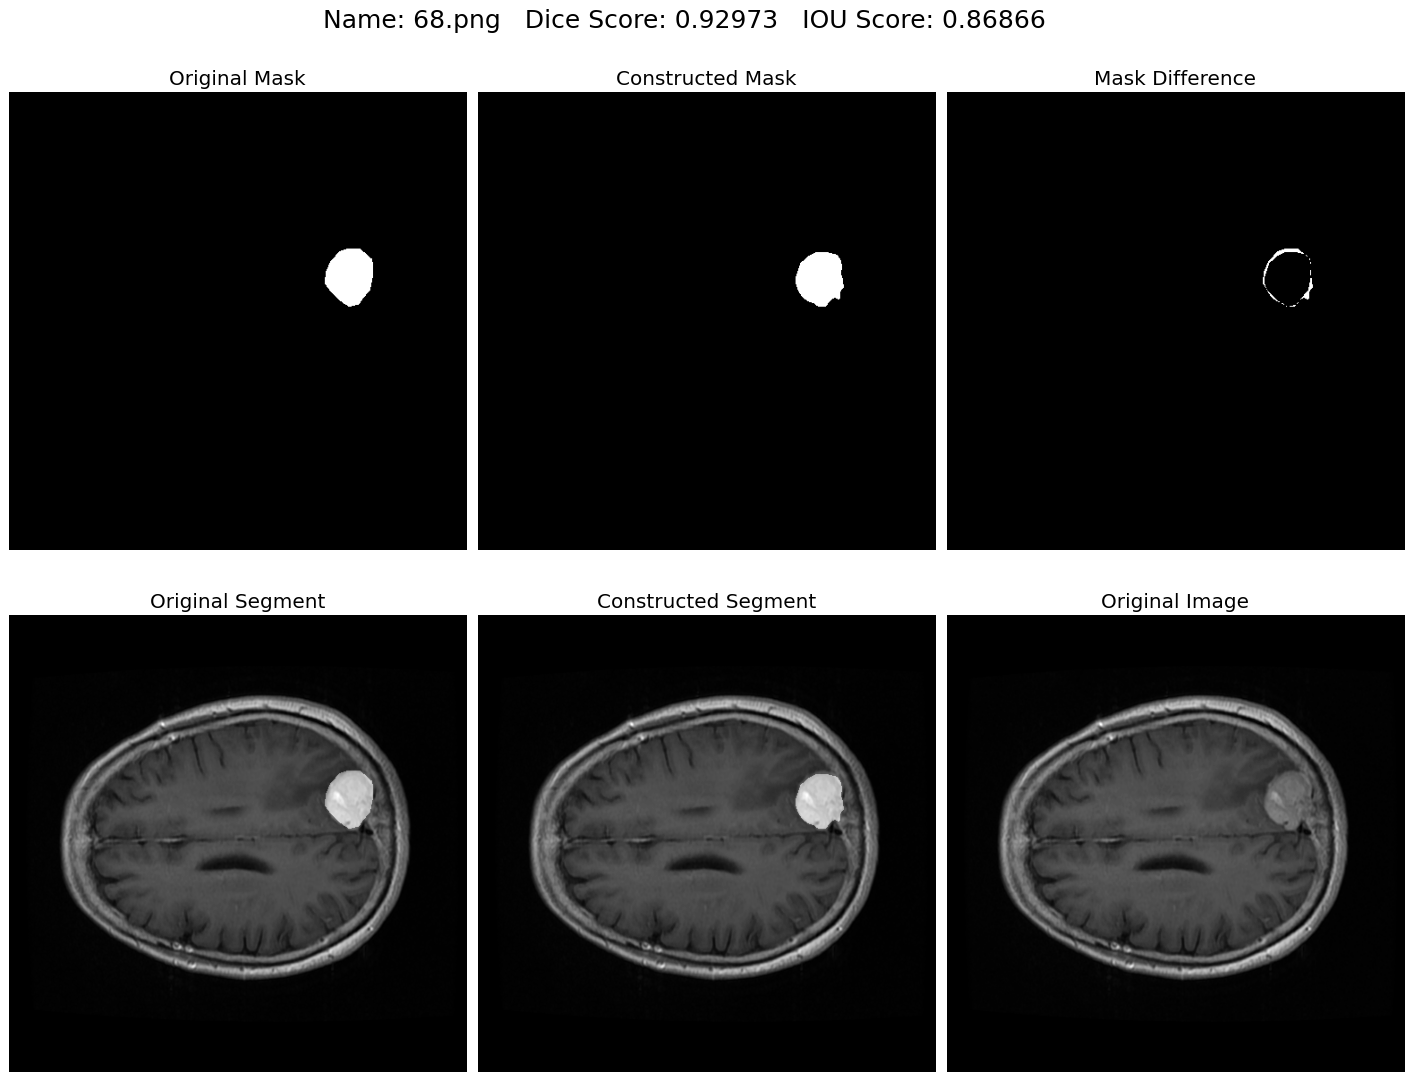 Name: 68.png   Dice Score: 0.92973   IOU Score: 0.86866
Original Mask
Constructed Mask
Mask Difference
Original Segment
Constructed Segment
Original Image